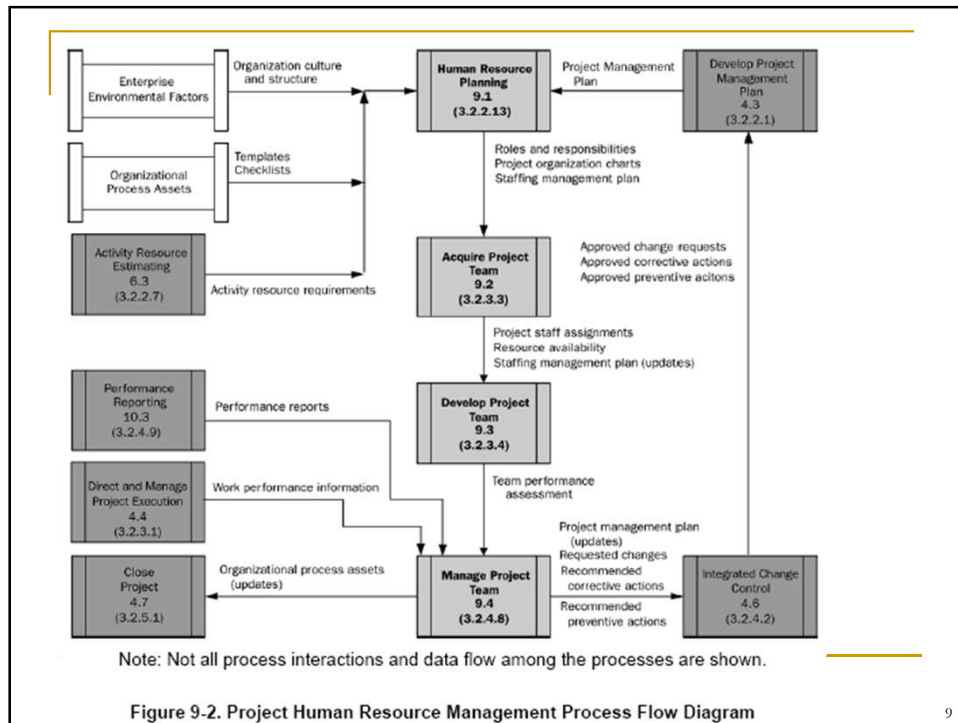 Enterprise
Environmental Factors
Organization culture
and structure
Human Resource
Planning
9.1
(3.2.2.13)
Project Management
Plan
Develop Project
Management
Plan
4.3
(3.2.2.1)
Organizational
Process Assets
Templates
Checklists
Roles and responsibilities
Project organization charts
Staffing management plan
Activity Resource
Estimating
6.3
(3.2.2.7)
Activity resource requirements
Acquire Project
Team
9.2
(3.2.3.3)
Approved change requests
Approved corrective actions
Approved preventive acitons
Project staff assignments
Resource availability
Staffing management plan (updates)
Performance
Reporting
10.3
(3.2.4.9)
Performance reports
Develop Project
Team
9.3
(3.2.3.4)
Direct and Manage
Project Execution
4.4
(3.2.3.1)
Work performance information
Team performance
assessment
Close
Project
4.7
(3.2.5.1)
Organizational process assets
(updates)
Manage Project
Team
9.4
(3.2.4.8)
Project management plan
(updates)
Requested changes
Recommended
corrective actions
Recommended
preventive actions
Integrated Change
Control
4.6
(3.2.4.2)
Note: Not all process interactions and data flow among the processes are shown.
Figure 9-2. Project Human Resource Management Process Flow Diagram
9